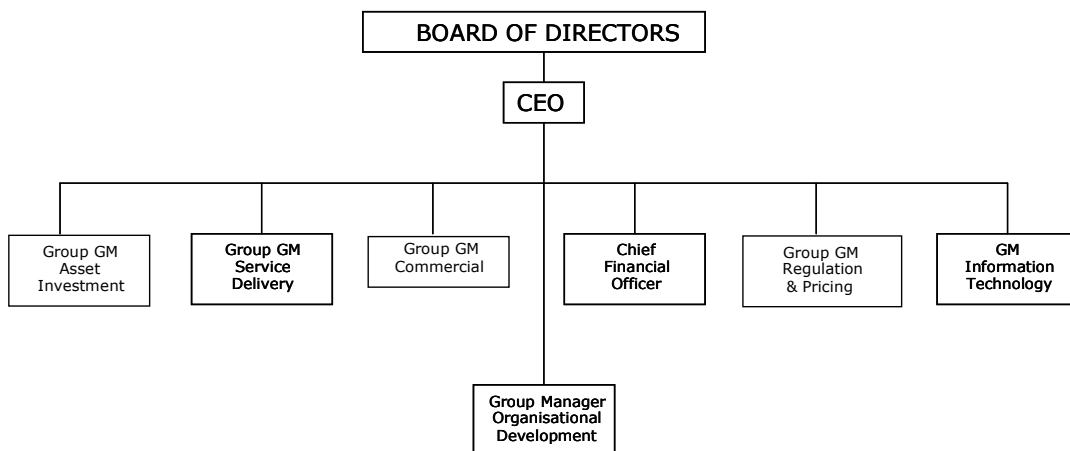 BOARD OF DIRECTORS
CEO
Group GM
Asset
Investment
Group GM
Service
Delivery
Group GM
Commercial
Chief
Financial
Officer
Group GM
Regulation
& Pricing
GM
Information
Technology
Group Manager
Organisational
Development